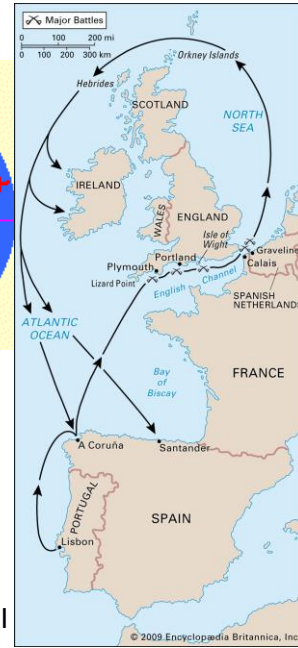 Major Battles
0 100 200 mi
0 100 200 300 km
Orkney Islands
Hebrides
SCOTLAND
NORTH
SEA
IRELAND
WALES
ENGLAND
Isle of
Wight
Portland
Plymouth
Gravelin
Calais
Lizard Point
English Channel
SPANISH
NETHERLANDS
ATLANTIC
OCEAN
Bay
of
Biscay
FRANCE
A Coruña
Santander
PORTUGAL
SPAIN
Lisbon
l
© 2009 Encyclopædia Britannica, Inc.